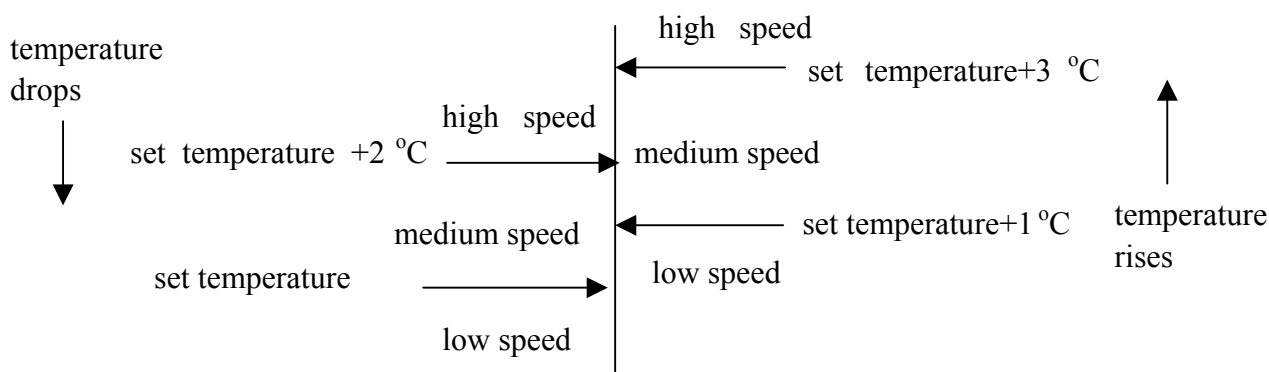 temperature
drops
high speed
set temperature +2 °C
medium speed
set temperature
low speed
high speed
set temperature+3 °C
medium speed
set temperature+1 °C
low speed
temperature
rises